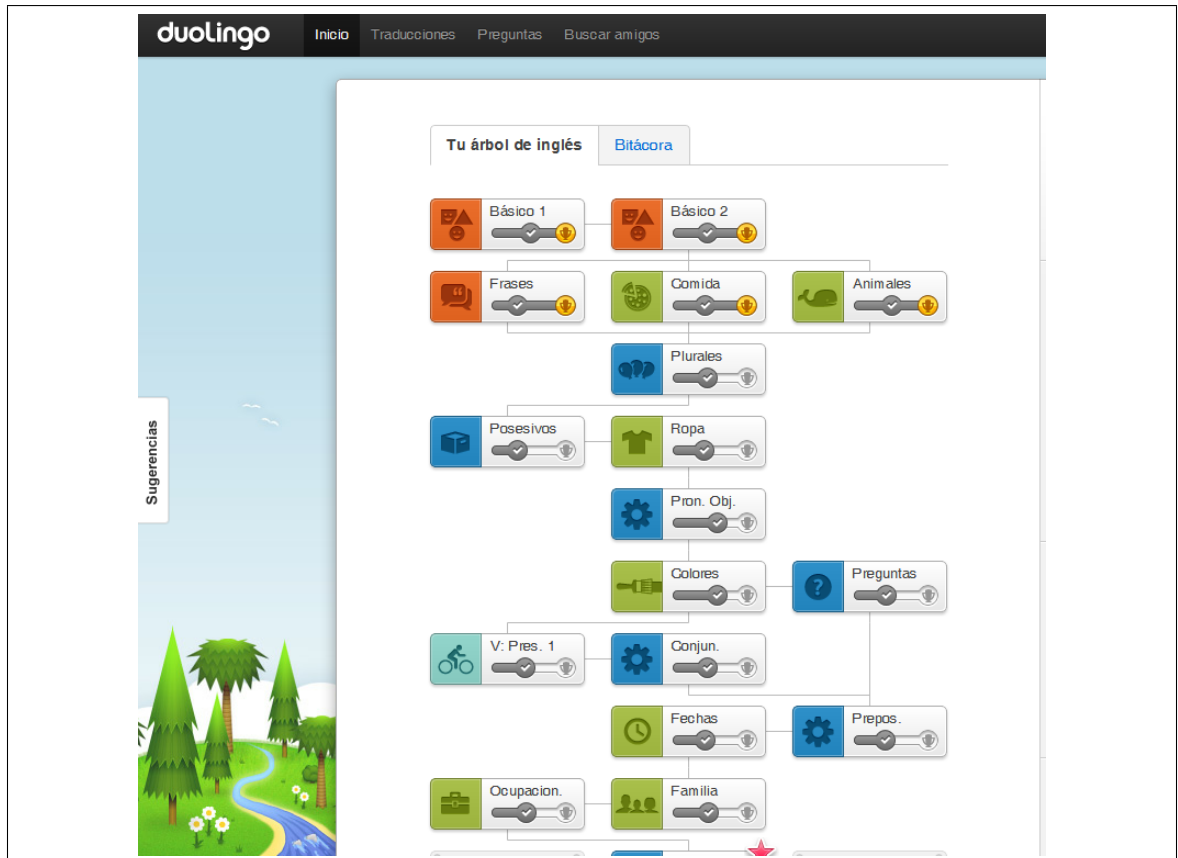 duolingo Inicio Traducciones Preguntas Buscar amigos
Tu árbol de inglés Bitácora
Básico 1 Básico 2
Frases Comida Animales
Plurales
Sugerencias
Posesivos Ropa
Pron. Obj.
Colores Preguntas
V: Pres. 1 Conjun.
Fechas Prepos.
Ocupacion. Familia